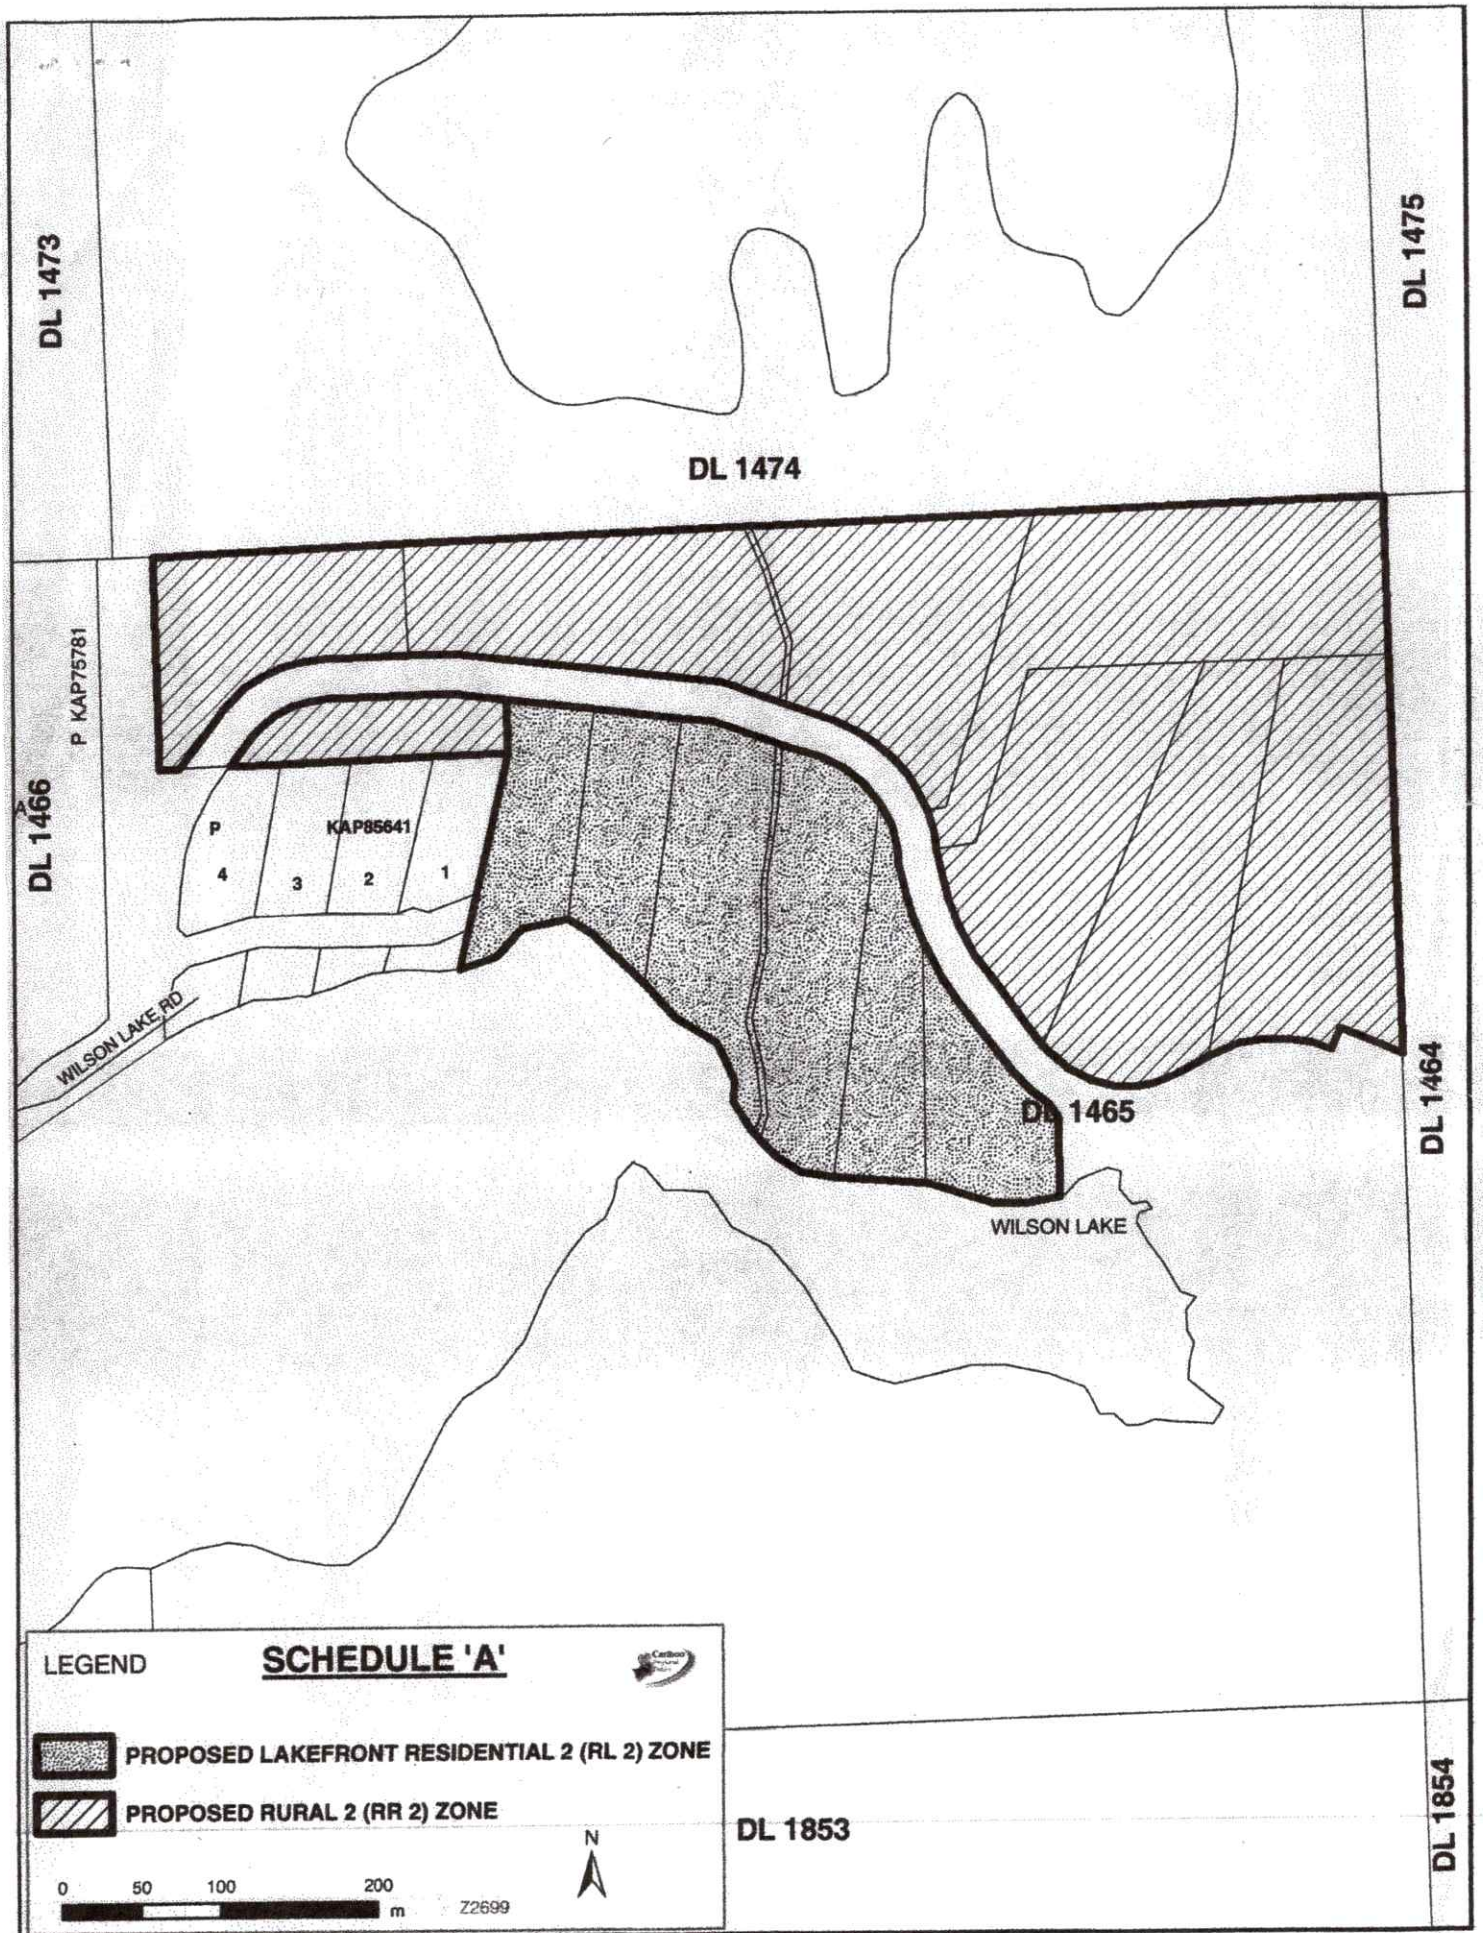 DL 1473
DL 1475
DL 1474
P KAP75781
DL 1466
A
P
KAP85641
4
3
2
1
WILSON LAKE RD
DL 1465
DL 1464
WILSON LAKE
LEGEND
SCHEDULE 'A'
Cariboo
PROPOSED LAKEFRONT RESIDENTIAL 2 (RL 2) ZONE
PROPOSED RURAL 2 (RR 2) ZONE
N
0 50 100 200
m
Z2699
DL 1853
DL 1854